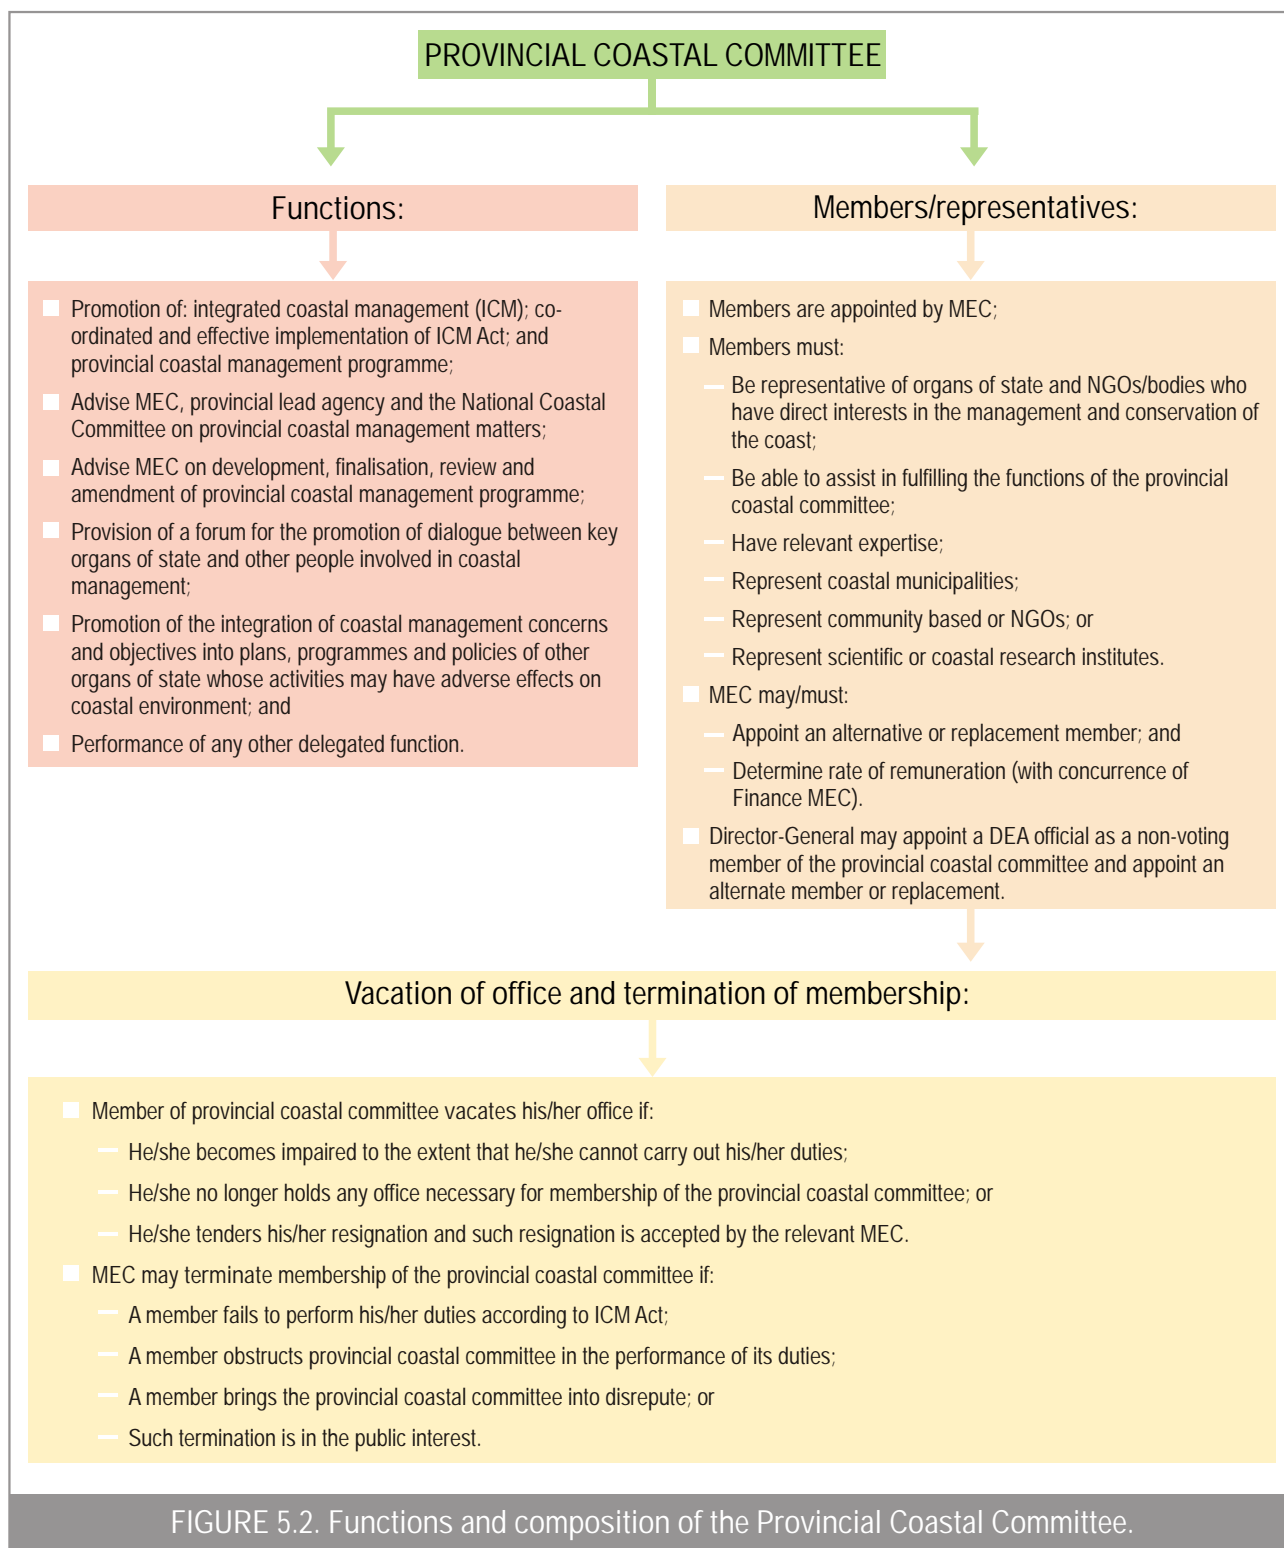 PROVINCIAL COASTAL COMMITTEE
Functions:
Promotion of: integrated coastal management (ICM); co-
ordinated and effective implementation of ICM Act; and
provincial coastal management programme;
Advise MEC, provincial lead agency and the National Coastal
Committee on provincial coastal management matters;
Advise MEC on development, finalisation, review and
amendment of provincial coastal management programme;
Provision of a forum for the promotion of dialogue between key
organs of state and other people involved in coastal
management;
Promotion of the integration of coastal management concerns
and objectives into plans, programmes and policies of other
organs of state whose activities may have adverse effects on
coastal environment; and
Performance of any other delegated function.
Members/representatives:
Members are appointed by MEC;
Members must:
— Be representative of organs of state and NGOs/bodies who
have direct interests in the management and conservation of
the coast;
— Be able to assist in fulfilling the functions of the provincial
coastal committee;
— Have relevant expertise;
— Represent coastal municipalities;
— Represent community based or NGOs; or
— Represent scientific or coastal research institutes.
MEC may/must:
— Appoint an alternative or replacement member; and
— Determine rate of remuneration (with concurrence of
Finance MEC).
Director-General may appoint a DEA official as a non-voting
member of the provincial coastal committee and appoint an
alternate member or replacement.
Vacation of office and termination of membership:
Member of provincial coastal committee vacates his/her office if:
— He/she becomes impaired to the extent that he/she cannot carry out his/her duties;
— He/she no longer holds any office necessary for membership of the provincial coastal committee; or
— He/she tenders his/her resignation and such resignation is accepted by the relevant MEC.
MEC may terminate membership of the provincial coastal committee if:
— A member fails to perform his/her duties according to ICM Act;
— A member obstructs provincial coastal committee in the performance of its duties;
— A member brings the provincial coastal committee into disrepute; or
— Such termination is in the public interest.
FIGURE 5.2. Functions and composition of the Provincial Coastal Committee.